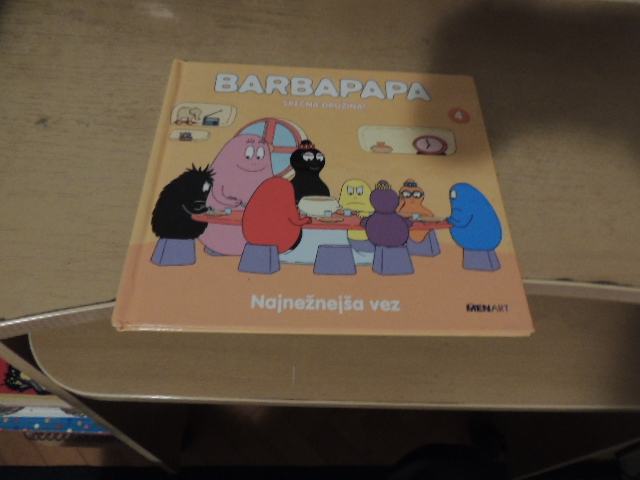 BARBAPAPA
SREČNA DRUŽINA!
4
Najnežnejša vez
MENART